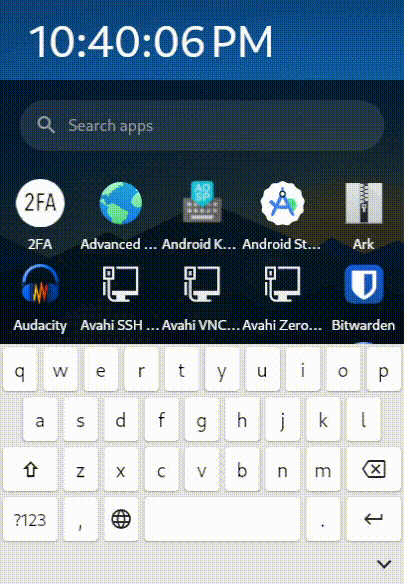 10:40:06 PM
Search apps
2FA
2FA Advanced ... Android K... Android St... Ark
Audacity Avahi SSH ... Avahi VNC... Avahi Zero... Bitwarden
q w e r t y u i o p
a s d f g h j k l
z x c v b n m
?123 , .